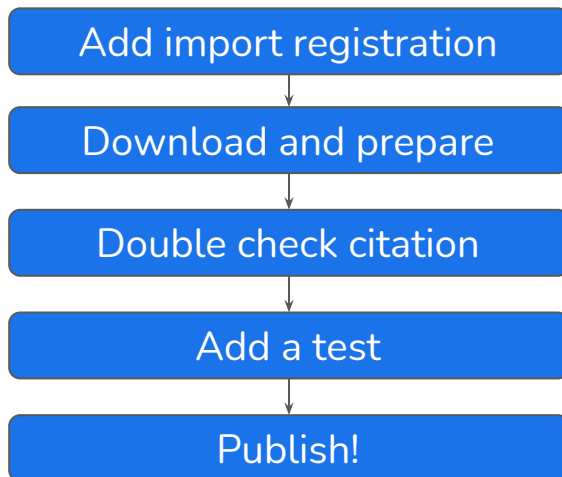 Add import registration
Download and prepare
Double check citation
Add a test
Publish!